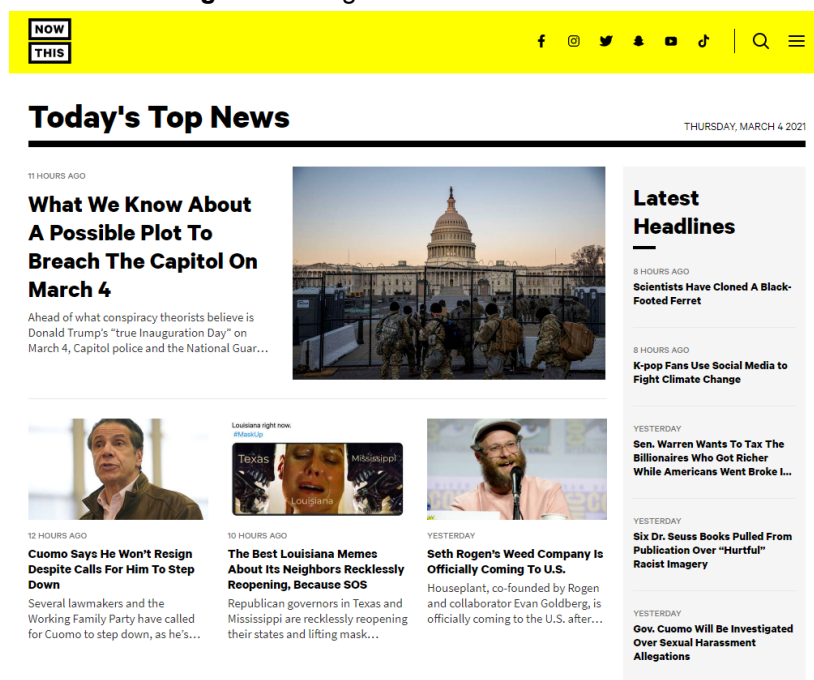 NOW
THIS
Today's Top News
THURSDAY, MARCH 4 2021
11 HOURS AGO
What We Know About
A Possible Plot To
Breach The Capitol On
March 4
Ahead of what conspiracy theorists believe is
Donald Trump's “true Inauguration Day” on
March 4, Capitol police and the National Guar...
Louisiana right now.
#MaskUp
Texas
Mississippi
Louisiana
12 HOURS AGO
Cuomo Says He Won't Resign
Despite Calls For Him To Step
Down
Several lawmakers and the
Working Family Party have called
for Cuomo to step down, as he's...
10 HOURS AGO
The Best Louisiana Memes
About Its Neighbors Recklessly
Reopening, Because SOS
Republican governors in Texas and
Mississippi are recklessly reopening
their states and lifting mask...
YESTERDAY
Seth Rogen's Weed Company Is
Officially Coming To U.S.
Houseplant, co-founded by Rogen
and collaborator Evan Goldberg, is
officially coming to the U.S. after...
Latest
Headlines
8 HOURS AGO
Scientists Have Cloned A Black-
Footed Ferret
8 HOURS AGO
K-pop Fans Use Social Media to
Fight Climate Change
YESTERDAY
Sen. Warren Wants To Tax The
Billionaires Who Got Richer
While Americans Went Broke I...
YESTERDAY
Six Dr. Seuss Books Pulled From
Publication Over “Hurtful”
Racist Imagery
YESTERDAY
Gov. Cuomo Will Be Investigated
Over Sexual Harassment
Allegations